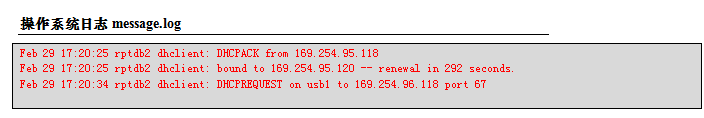 操作系统日志 message.log
Feb 29 17:20:25 rptdb2 dhclient: DHCPACK from 169.254.95.118
Feb 29 17:20:25 rptdb2 dhclient: bound to 169.254.95.120 -- renewal in 292 seconds.
Feb 29 17:20:34 rptdb2 dhclient: DHCPREQUEST on usb1 to 169.254.96.118 port 67